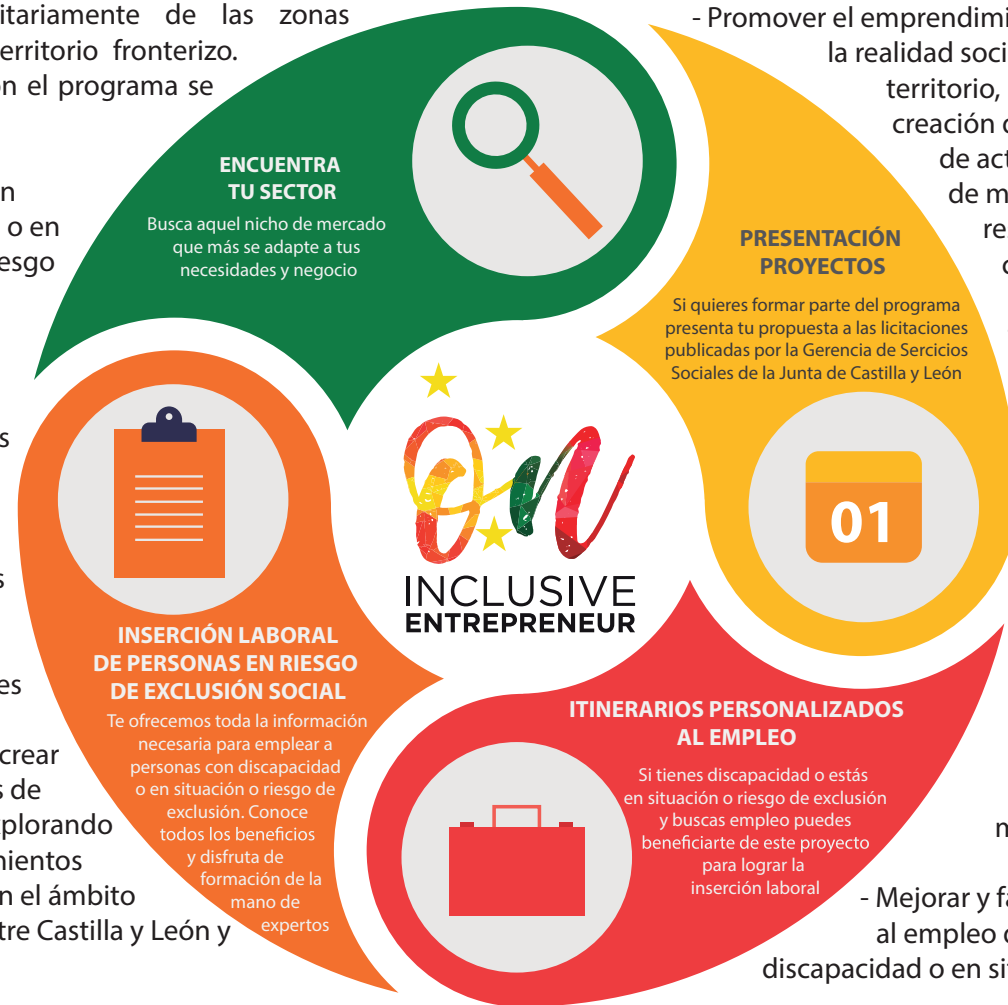 itariamente de las zonas
erritorio fronterizo.
n el programa se
n
o en
esgo
s
s
es
crear
s de
xplorando
mientos
n el ámbito
tre Castilla y León y
ENCUENTRA
TU SECTOR
Busca aquel nicho de mercado
que más se adapte a tus
necesidades y negocio
PRESENTACIÓN
PROYECTOS
Si quieres formar parte del programa
presenta tu propuesta a las licitaciones
publicadas por la Gerencia de Sercicios
Sociales de la Junta de Castilla y León
01
on
INCLUSIVE
ENTREPRENEUR
INSERCIÓN LABORAL
DE PERSONAS EN RIESGO
DE EXCLUSIÓN SOCIAL
Te ofrecemos toda la información
necesaria para emplear a
personas con discapacidad
o en situación o riesgo de
exclusión. Conoce
todos los beneficios
y disfruta de
formación de la
mano de
expertos
ITINERARIOS PERSONALIZADOS
AL EMPLEO
Si tienes discapacidad o estás
en situación o riesgo de exclusión
y buscas empleo puedes
beneficiarte de este proyecto
para lograr la
inserción laboral
- Promover el emprendimi
la realidad soci
territorio,
creación d
de act
de m
re
m
- Mejorar y fa
al empleo d
discapacidad o en sit